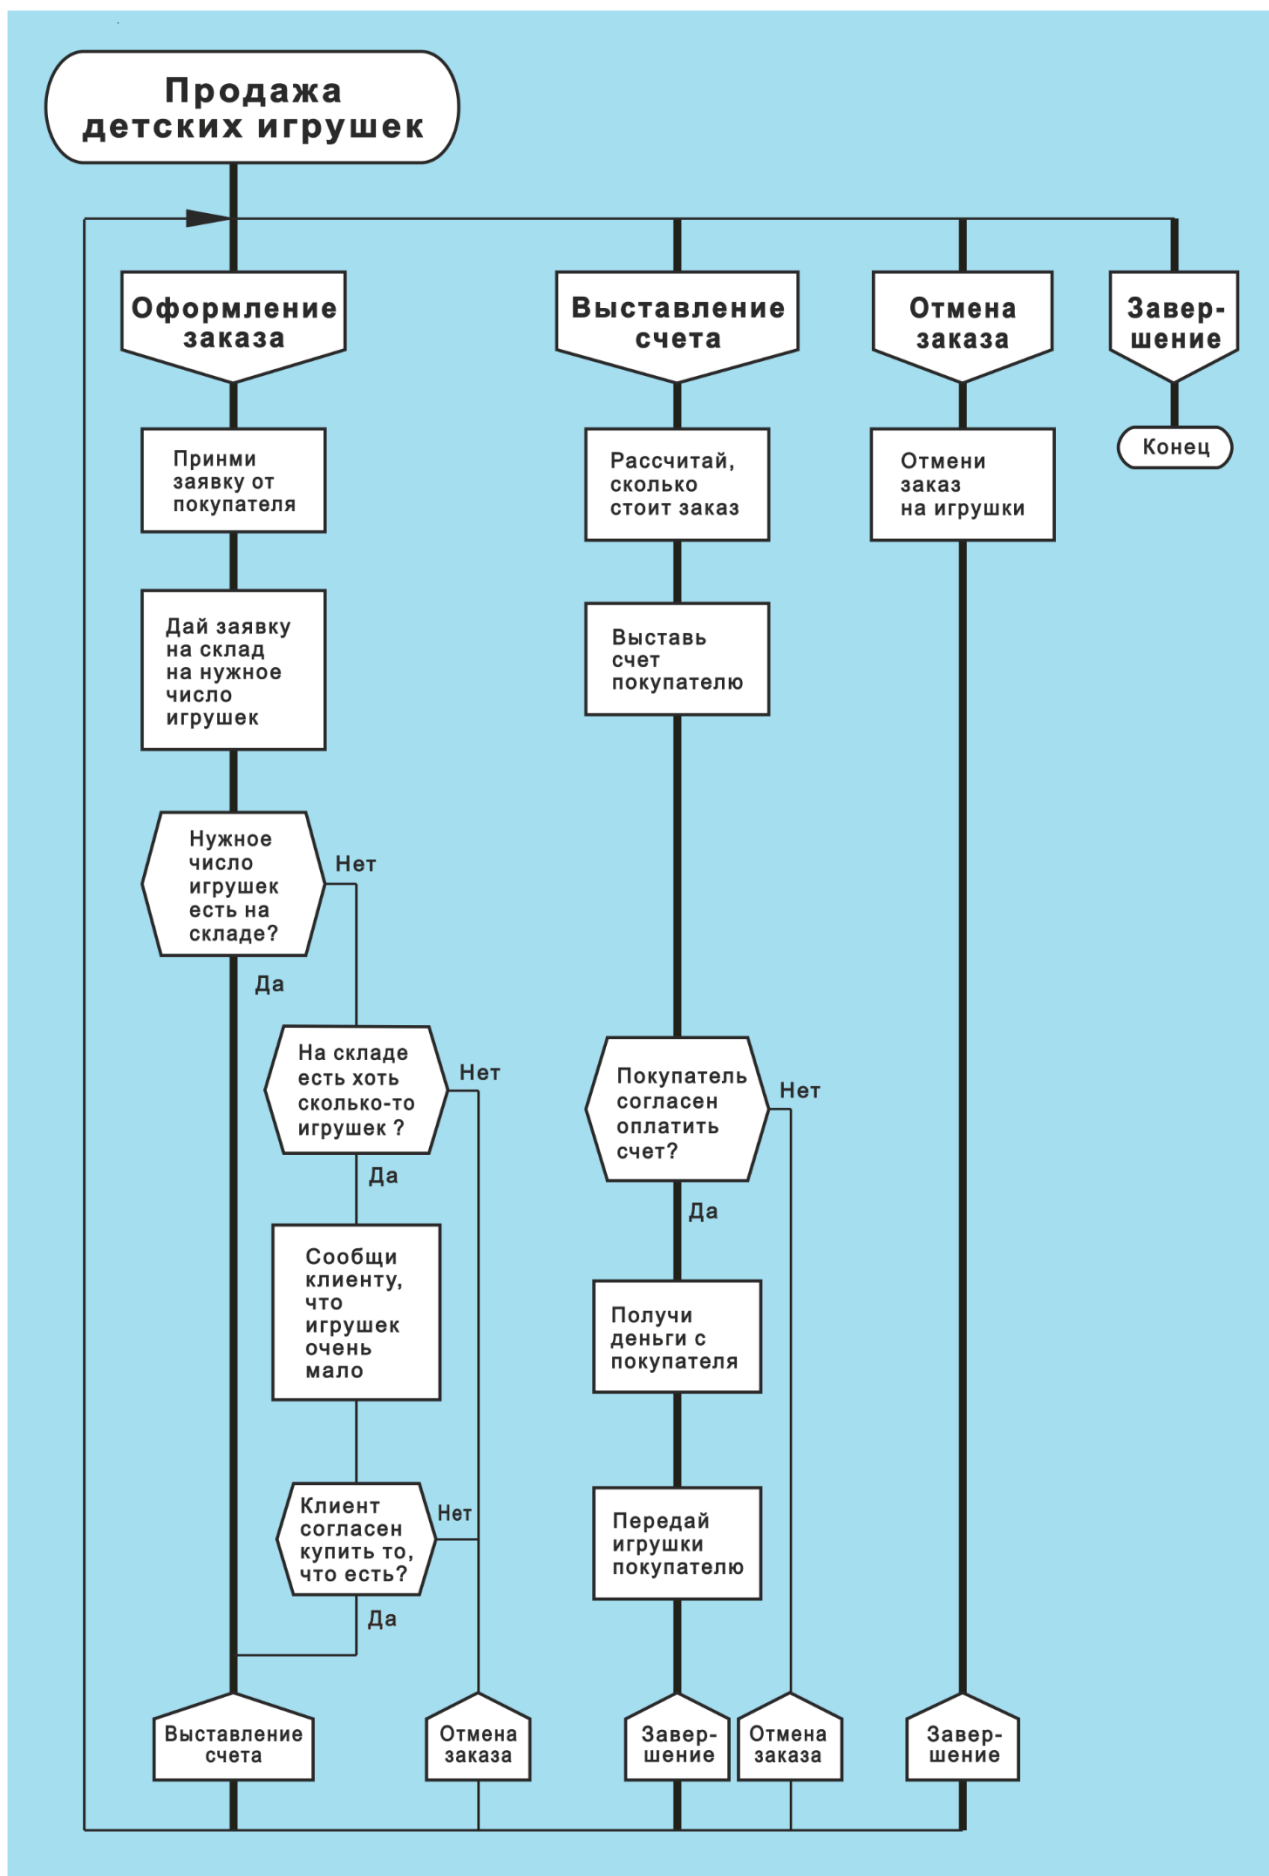 Продажа
детских игрушек
Оформление
заказа
Принми
заявку от
покупателя
Дай заявку
на склад
на нужное
число
игрушек
Нужное
число
игрушек
есть на
складе?
Нет
Да
На складе
есть хоть
сколько-то
игрушек ?
Нет
Да
Сообщи
клиенту,
что
игрушек
очень
мало
Клиент
согласен
купить то,
что есть?
Нет
Да
Выставление
счета
Отмена
заказа
Выставление
счета
Рассчитай,
сколько
стоит заказ
Выставь
счет
покупателю
Покупатель
согласен
оплатить
счет?
Нет
Да
Получи
деньги с
покупателя
Передай
игрушки
покупателю
Завер-
шение
Отмена
заказа
Отмена
заказа
Отмени
заказ
на игрушки
Завер-
шение
Завер-
шение
Конец